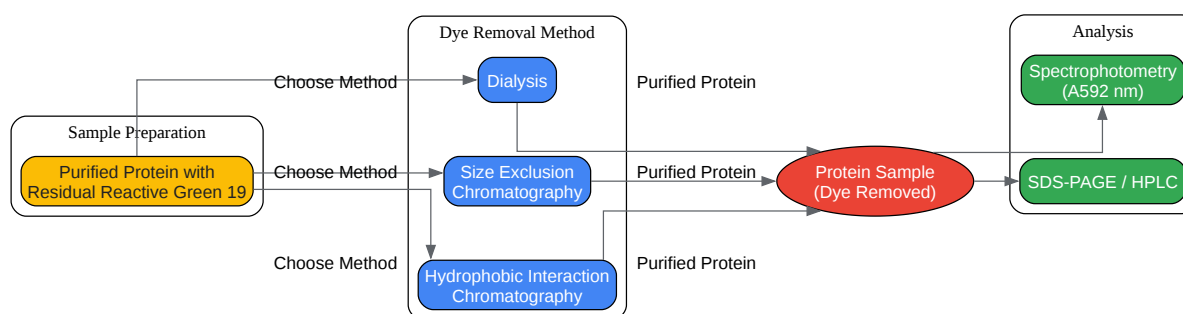 Sample Preparation
Purified Protein with
Residual Reactive Green 19
Choose Method
Choose Method
Choose Method
Dye Removal Method
Dialysis
Size Exclusion
Chromatography
Hydrophobic Interaction
Chromatography
Purified Protein
Purified Protein
Purified Protein
Protein Sample
(Dye Removed)
Analysis
Spectrophotometry
(A592 nm)
SDS-PAGE / HPLC